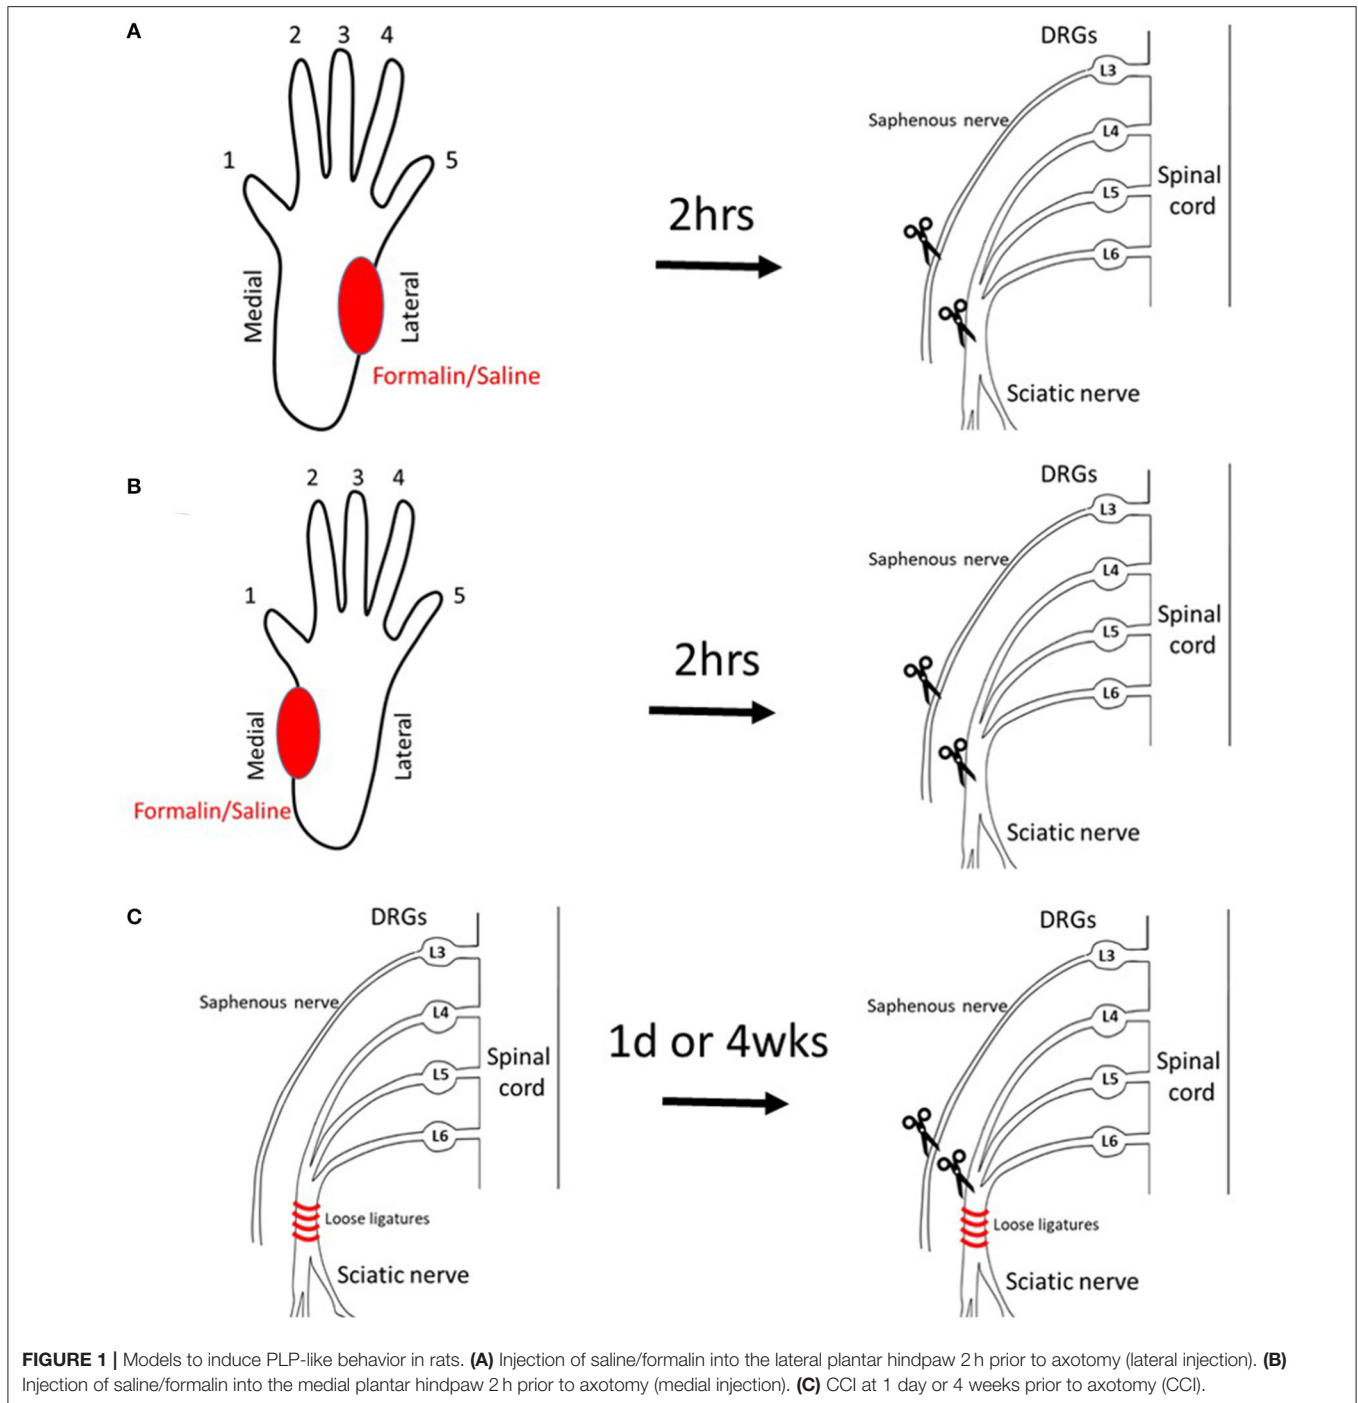 A
2 3 4
1
5
Medial
Lateral
Formalin/Saline
2hrs
DRGs
L3
Saphenous nerve
L4
L5
L6
Spinal
cord
Sciatic nerve
B
2 3 4
1
5
Medial
Lateral
Formalin/Saline
2hrs
DRGs
L3
Saphenous nerve
L4
L5
L6
Spinal
cord
Sciatic nerve
C
DRGs
L3
Saphenous nerve
L4
L5
L6
Spinal
cord
Loose ligatures
Sciatic nerve
1d or 4wks
DRGs
L3
Saphenous nerve
L4
L5
L6
Spinal
cord
Loose ligatures
Sciatic nerve
FIGURE 1 | Models to induce PLP-like behavior in rats. (A) Injection of saline/formalin into the lateral plantar hindpaw 2 h prior to axotomy (lateral injection). (B)
Injection of saline/formalin into the medial plantar hindpaw 2 h prior to axotomy (medial injection). (C) CCI at 1 day or 4 weeks prior to axotomy (CCI).